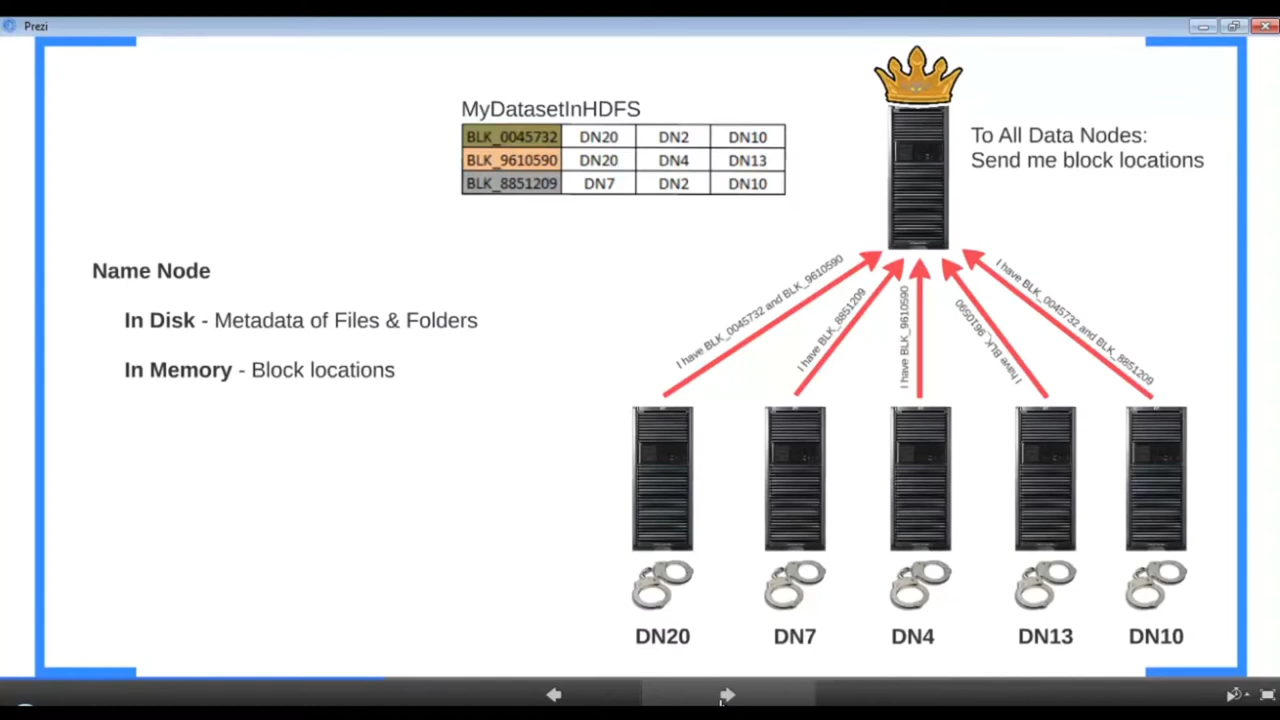 Prezi
MyDatasetInHDFS
BLK_0045732 DN20 DN2 DN10
BLK_9610590 DN20 DN4 DN13
BLK_8851209 DN7 DN2 DN10
To All Data Nodes:
Send me block locations
Name Node
In Disk - Metadata of Files & Folders
In Memory - Block locations
I have BLK_0045732 and BLK_9610590
I have BLK_8851209
I have BLK_9610590
I have BLK_9610590
I have BLK_0045732 and BLK_8851209
DN20 DN7 DN4 DN13 DN10